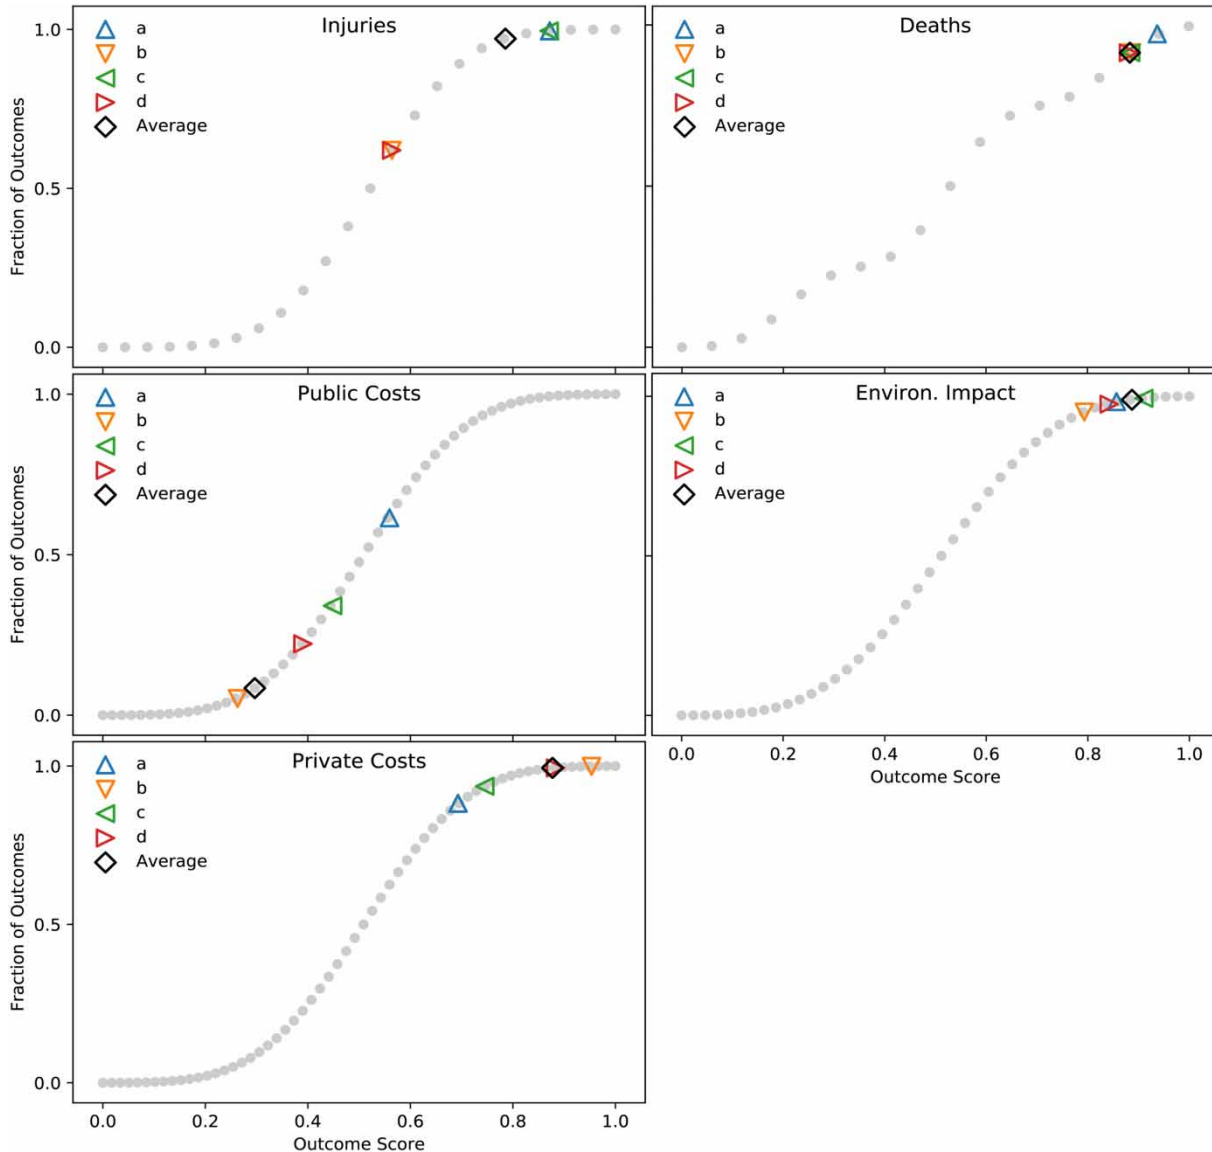 Injuries
a
b
c
d
Average
1.0
0.5
0.0
Fraction of Outcomes
Deaths
a
b
c
d
Average
Public Costs
a
b
c
d
Average
1.0
0.5
0.0
Fraction of Outcomes
Environ. Impact
a
b
c
d
Average
0.0 0.2 0.4 0.6 0.8 1.0
Outcome Score
Private Costs
a
b
c
d
Average
1.0
0.5
0.0
Fraction of Outcomes
0.0 0.2 0.4 0.6 0.8 1.0
Outcome Score